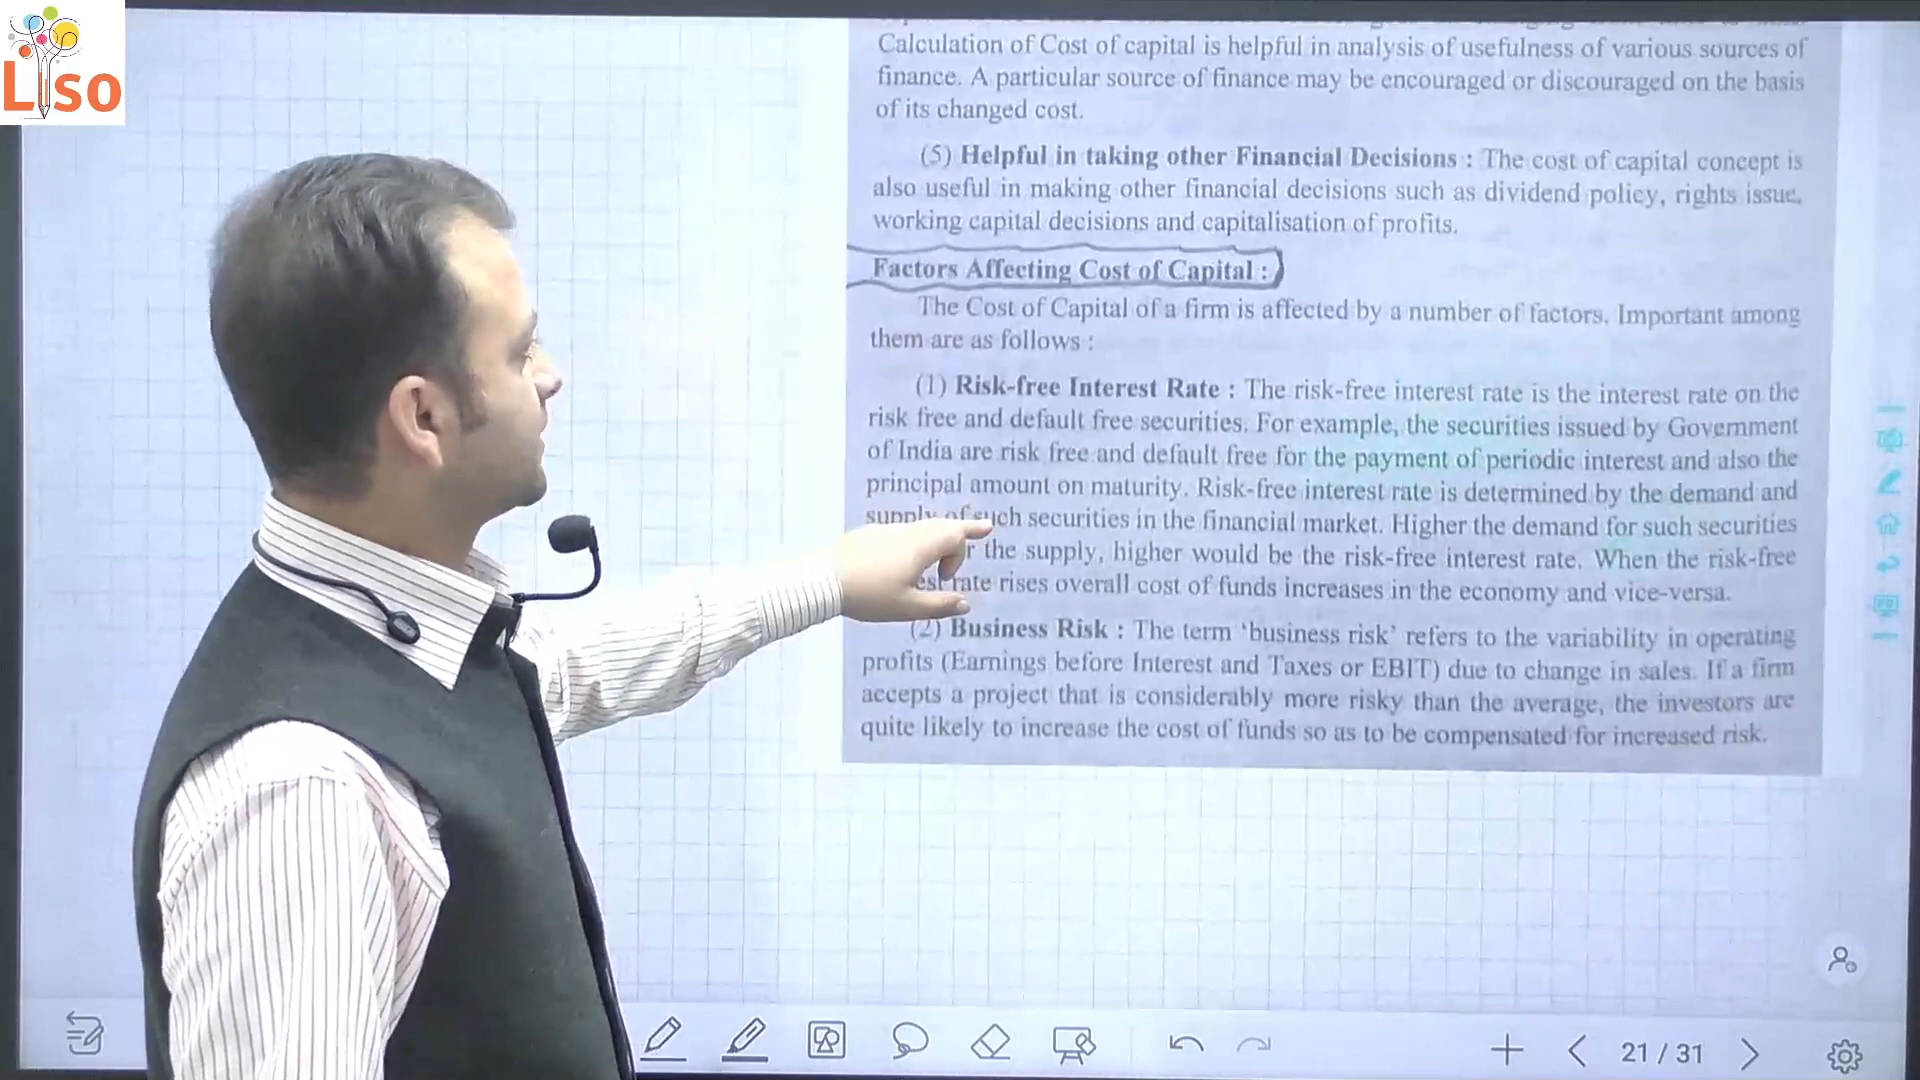 Liso
Calculation of Cost of capital is helpful in analysis of usefulness of various sources of
finance. A particular source of finance may be encouraged or discouraged on the basis
of its changed cost.
(5) Helpful in taking other Financial Decisions : The cost of capital concept is
also useful in making other financial decisions such as dividend policy, rights issue,
working capital decisions and capitalisation of profits.
Factors Affecting Cost of Capital :
The Cost of Capital of a firm is affected by a number of factors. Important among
them are as follows :
(1) Risk-free Interest Rate : The risk-free interest rate is the interest rate on the
risk free and default free securities. For example, the securities issued by Government
of India are risk free and default free for the payment of periodic interest and also the
principal amount on maturity. Risk-free interest rate is determined by the demand and
supply of such securities in the financial market. Higher the demand for such securities
the supply, higher would be the risk-free interest rate. When the risk-free
rate rises overall cost of funds increases in the economy and vice-versa.
(2) Business Risk : The term ‘business risk’ refers to the variability in operating
profits (Earnings before Interest and Taxes or EBIT) due to change in sales. If a firm
accepts a project that is considerably more risky than the average, the investors are
quite likely to increase the cost of funds so as to be compensated for increased risk.
21 / 31